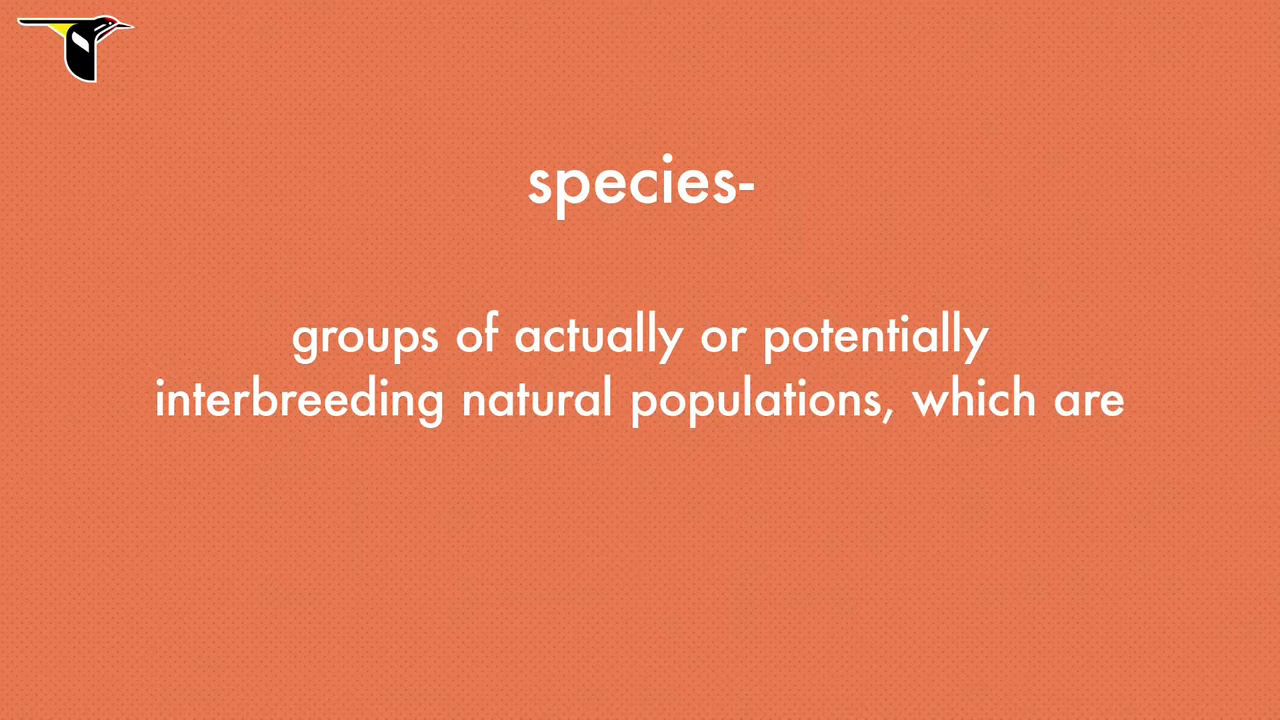 species-
groups of actually or potentially
interbreeding natural populations, which are